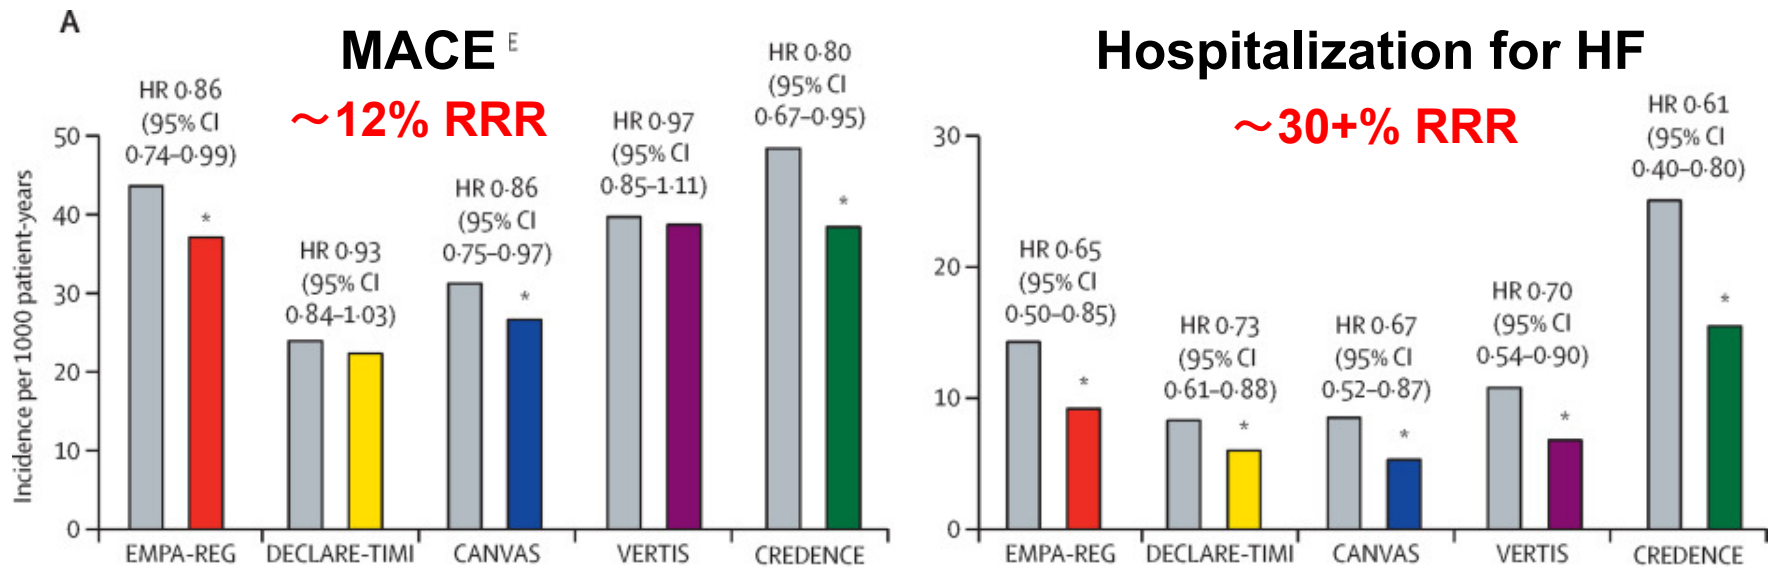 A
MACE E
~12% RRR
HR 0·86
(95% CI
0·74–0·99)
HR 0·93
(95% CI
0·84–1·03)
HR 0·86
(95% CI
0·75–0·97)
HR 0·97
(95% CI
0·85–1·11)
HR 0·80
(95% CI
0·67–0·95)
*
*
*
Incidence per 1000 patient-years
50
40
30
20
10
0
EMPA-REG
DECLARE-TIMI
CANVAS
VERTIS
CREDENCE
Hospitalization for HF
~30+% RRR
HR 0·65
(95% CI
0·50–0·85)
HR 0·73
(95% CI
0·61–0·88)
HR 0·67
(95% CI
0·52–0·87)
HR 0·70
(95% CI
0·54–0·90)
HR 0·61
(95% CI
0·40–0·80)
*
*
*
*
*
30
20
10
0
EMPA-REG
DECLARE-TIMI
CANVAS
VERTIS
CREDENCE